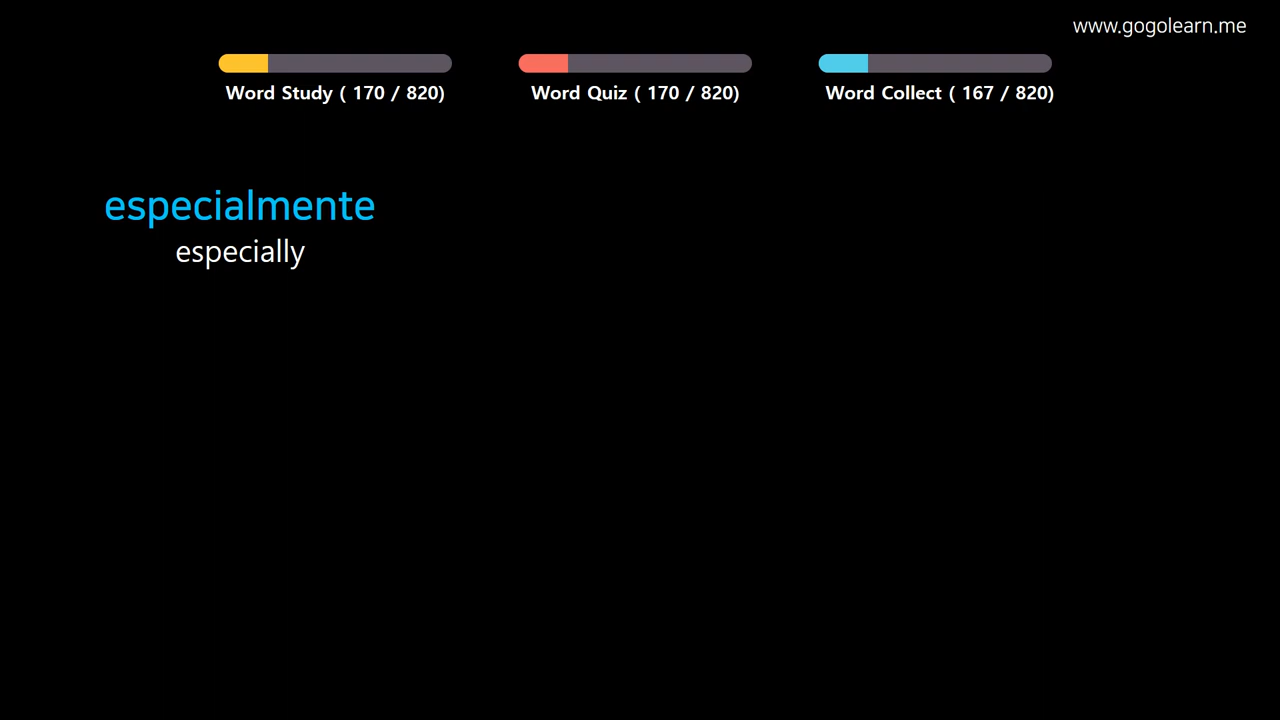 www.gogolearn.me
Word Study ( 170 / 820)
Word Quiz ( 170 / 820)
Word Collect ( 167 / 820)
especialmente
especially